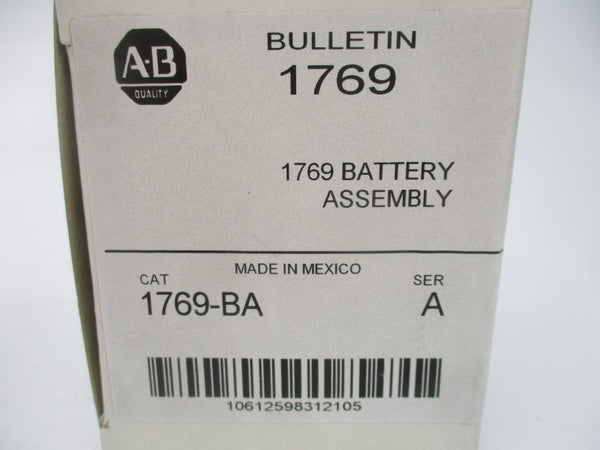 A·B
QUALITY
BULLETIN
1769
1769 BATTERY
ASSEMBLY
MADE IN MEXICO
CAT
SER
1769-BA
A
10612598312105